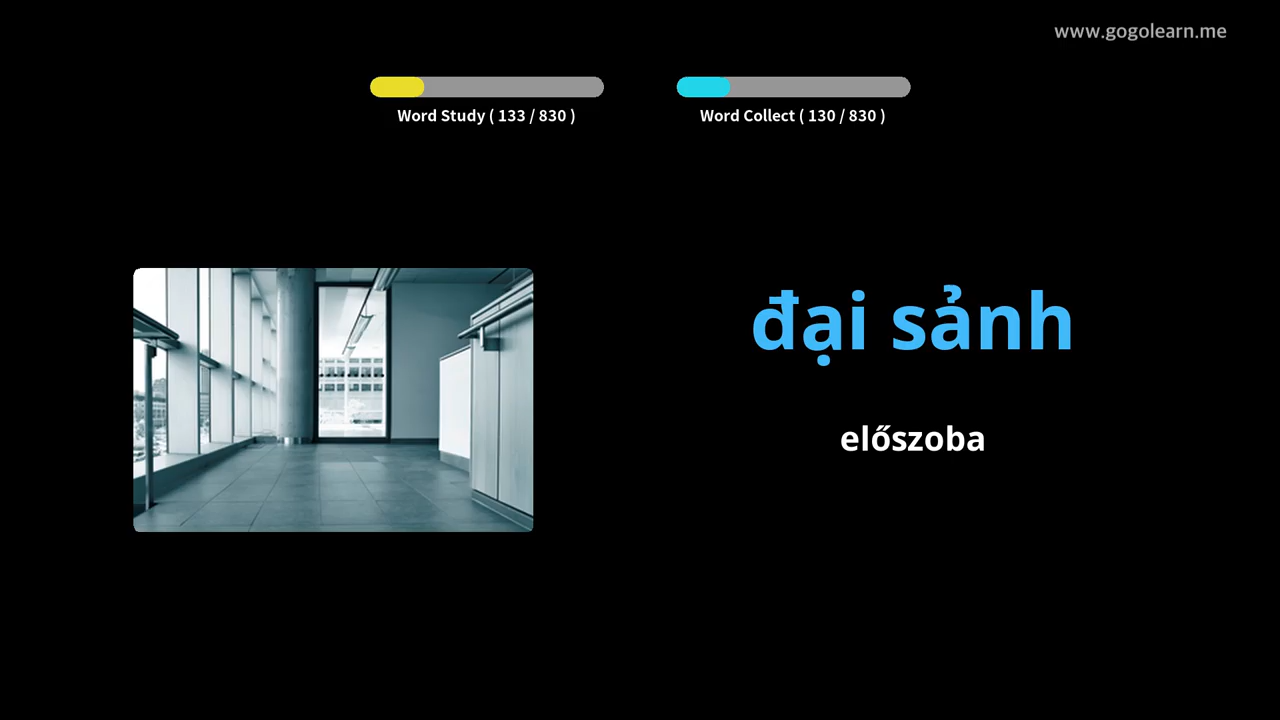 www.gogolearn.me
Word Study ( 133 / 830 )
Word Collect ( 130 / 830 )
đại sảnh
előszoba